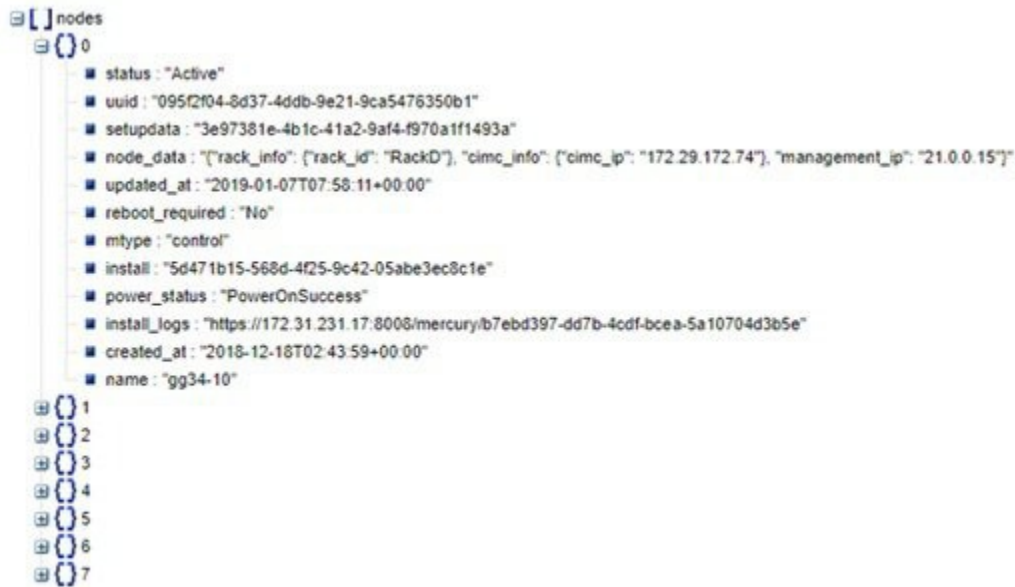 [ ] nodes
{} 0
status : "Active"
uuid : "095f2f04-8d37-4ddb-9e21-9ca5476350b1"
setupdata : "3e97381e-4b1c-41a2-9af4-f970a1f1493a"
node_data : "{"rack_info": {"rack_id": "RackD"}, "cimc_info": {"cimc_ip": "172.29.172.74"}, "management_ip": "21.0.0.15"}"
updated_at : "2019-01-07T07:58:11+00:00"
reboot_required : "No"
mtype : "control"
install : "5d471b15-568d-4f25-9c42-05abe3ec8c1e"
power_status : "PowerOnSuccess"
install_logs : "https://172.31.231.17:8008/mercury/b7ebd397-dd7b-4cdf-bcea-5a10704d3b5e"
created_at : "2018-12-18T02:43:59+00:00"
name : "gg34-10"
{} 1
{} 2
{} 3
{} 4
{} 5
{} 6
{} 7